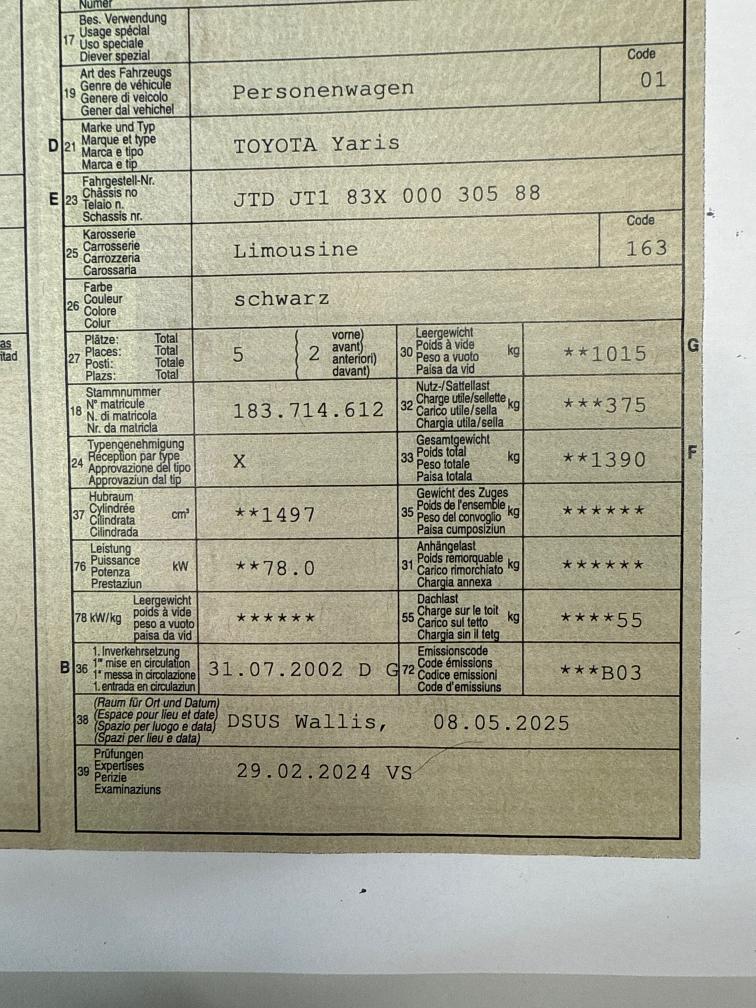 Numer
17
Bes. Verwendung
Usage spécial
Uso speciale
Diever spezial
19
Art des Fahrzeugs
Genre de véhicule
Genere di veicolo
Gener dal vehichel
Personenwagen
Code
01
D 21
Marke und Typ
Marque et type
Marca e tipo
Marca e tip
TOYOTA Yaris
E 23
Fahrgestell-Nr.
Châssis no
Telaio n.
Schassis nr.
JTD JT1 83X 000 305 88
25
Karosserie
Carrosserie
Carrozzeria
Carossaria
Limousine
Code
163
26
Farbe
Couleur
Colore
Colur
schwarz
27
Plätze: Total
Places: Total
Posti: Totale
Plazs: Total
5
2
vorne)
avant)
anteriori)
davant)
30
Leergewicht
Poids à vide
Peso a vuoto
Paisa da vid
kg
**1015
G
18
Stammnummer
N° matricule
N. di matricola
Nr. da matricla
183.714.612
32
Nutz-/Sattellast
Charge utile/sellette
Carico utile/sella
Chargia utila/sella
kg
***375
24
Typengenehmigung
Réception par type
Approvazione del tipo
Approvaziun dal tip
X
33
Gesamtgewicht
Poids total
Peso totale
Paisa totala
kg
**1390
F
37
Hubraum
Cylindrée
Cilindrata
Cilindrada
cm³
**1497
35
Gewicht des Zuges
Poids de l'ensemble
Peso del convoglio
Paisa cumposiziun
kg
******
76
Leistung
Puissance
Potenza
Prestaziun
kW
**78.0
31
Anhängelast
Poids remorquable
Carico rimorchiato
Chargia annexa
kg
******
78 kW/kg
Leergewicht
poids à vide
peso a vuoto
paisa da vid
******
55
Dachlast
Charge sur le toit
Carico sul tetto
Chargia sin il tetg
kg
****55
B 36
1. Inverkehrsetzung
1re mise en circulation
1a messa in circolazione
1. entrada en circulaziun
31.07.2002 D G
72
Emissionscode
Code émissions
Codice emissioni
Code d'emissiuns
***B03
38
(Raum für Ort und Datum)
(Espace pour lieu et date)
(Spazio per luogo e data)
(Spazi per lieu e data)
DSUS Wallis, 08.05.2025
39
Prüfungen
Expertises
Perizie
Examinaziuns
29.02.2024 VS
as
itad